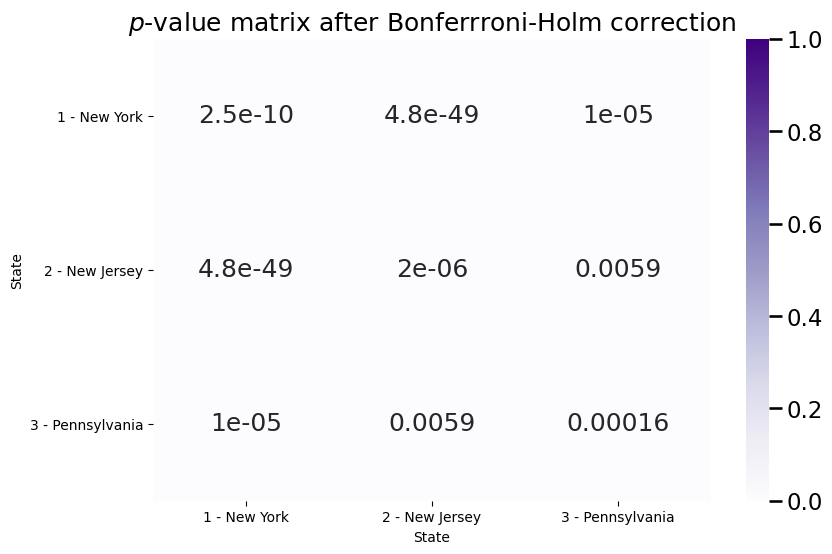 p-value matrix after Bonferrroni-Holm correction
1 - New York
2.5e-10
4.8e-49
1e-05
2 - New Jersey
4.8e-49
2e-06
0.0059
3 - Pennsylvania
1e-05
0.0059
0.00016
State
1 - New York
2 - New Jersey
3 - Pennsylvania
State
1.0
0.8
0.6
0.4
0.2
0.0